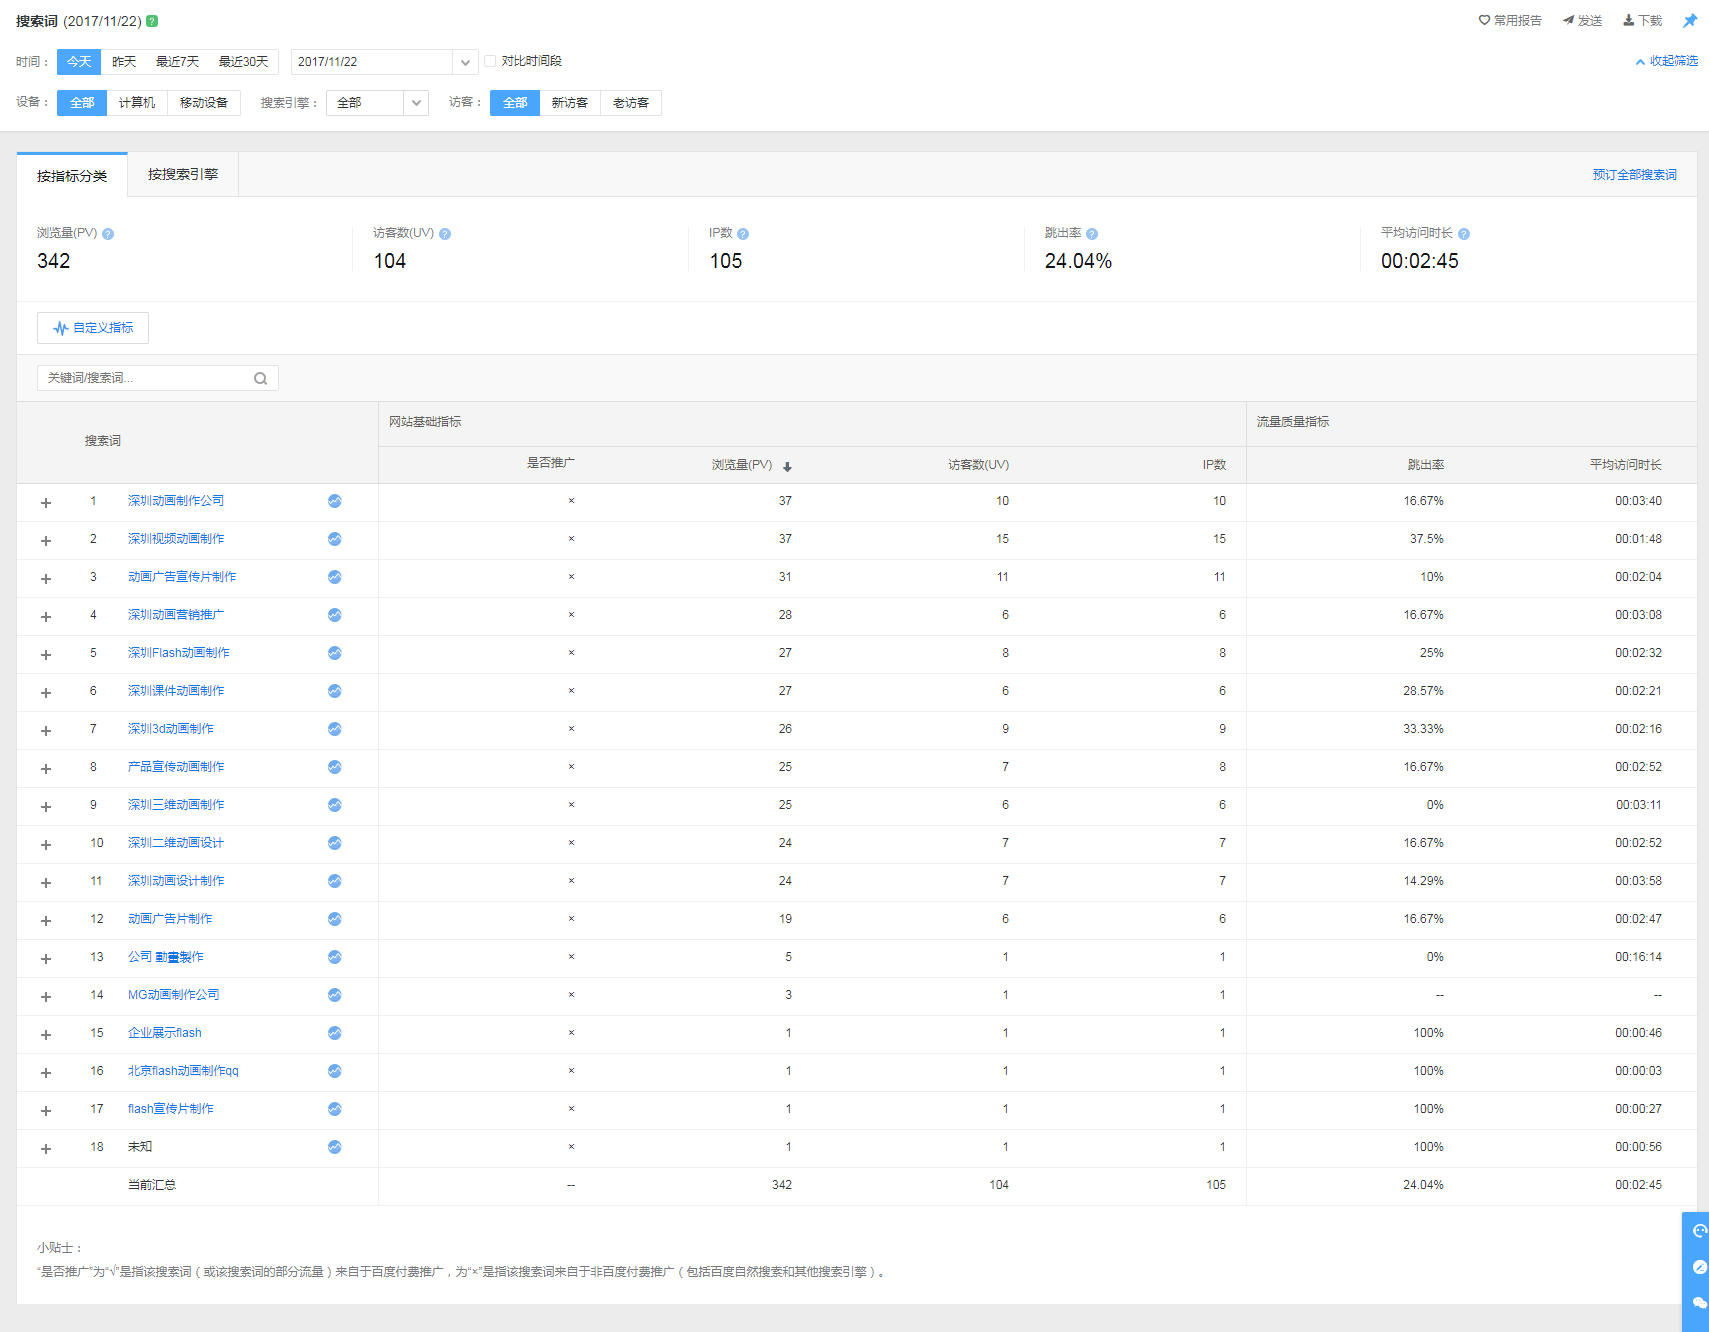 搜索词 (2017/11/22) ?
常用报告 发送 下载
时间： 今天 昨天 最近7天 最近30天 2017/11/22 对比时间段
收起筛选
设备： 全部 计算机 移动设备 搜索引擎： 全部 访客： 全部 新访客 老访客
按指标分类 按搜索引擎
预订全部搜索词
浏览量(PV) ? 访客数(UV) ? IP数 ? 跳出率 ? 平均访问时长 ?
342 104 105 24.04% 00:02:45
自定义指标
关键词/搜索词...
搜索词 网站基础指标 流量质量指标
是否推广 浏览量(PV) 访客数(UV) IP数 跳出率 平均访问时长
+ 1 深圳动画制作公司 × 37 10 10 16.67% 00:03:40
+ 2 深圳视频动画制作 × 37 15 15 37.5% 00:01:48
+ 3 动画广告宣传片制作 × 31 11 11 10% 00:02:04
+ 4 深圳动画营销推广 × 28 6 6 16.67% 00:03:08
+ 5 深圳Flash动画制作 × 27 8 8 25% 00:02:32
+ 6 深圳课件动画制作 × 27 6 6 28.57% 00:02:21
+ 7 深圳3d动画制作 × 26 9 9 33.33% 00:02:16
+ 8 产品宣传动画制作 × 25 7 8 16.67% 00:02:52
+ 9 深圳三维动画制作 × 25 6 6 0% 00:03:11
+ 10 深圳二维动画设计 × 24 7 7 16.67% 00:02:52
+ 11 深圳动画设计制作 × 24 7 7 14.29% 00:03:58
+ 12 动画广告片制作 × 19 6 6 16.67% 00:02:47
+ 13 公司 動畫製作 × 5 1 1 0% 00:16:14
+ 14 MG动画制作公司 × 3 1 1 -- --
+ 15 企业展示flash × 1 1 1 100% 00:00:46
+ 16 北京flash动画制作qq × 1 1 1 100% 00:00:03
+ 17 flash宣传片制作 × 1 1 1 100% 00:00:27
+ 18 未知 × 1 1 1 100% 00:00:56
当前汇总 -- 342 104 105 24.04% 00:02:45
小贴士：
“是否推广”为“√”是指该搜索词（或该搜索词的部分流量）来自于百度付费推广，为“×”是指该搜索词来自于非百度付费推广（包括百度自然搜索和其他搜索引擎）。